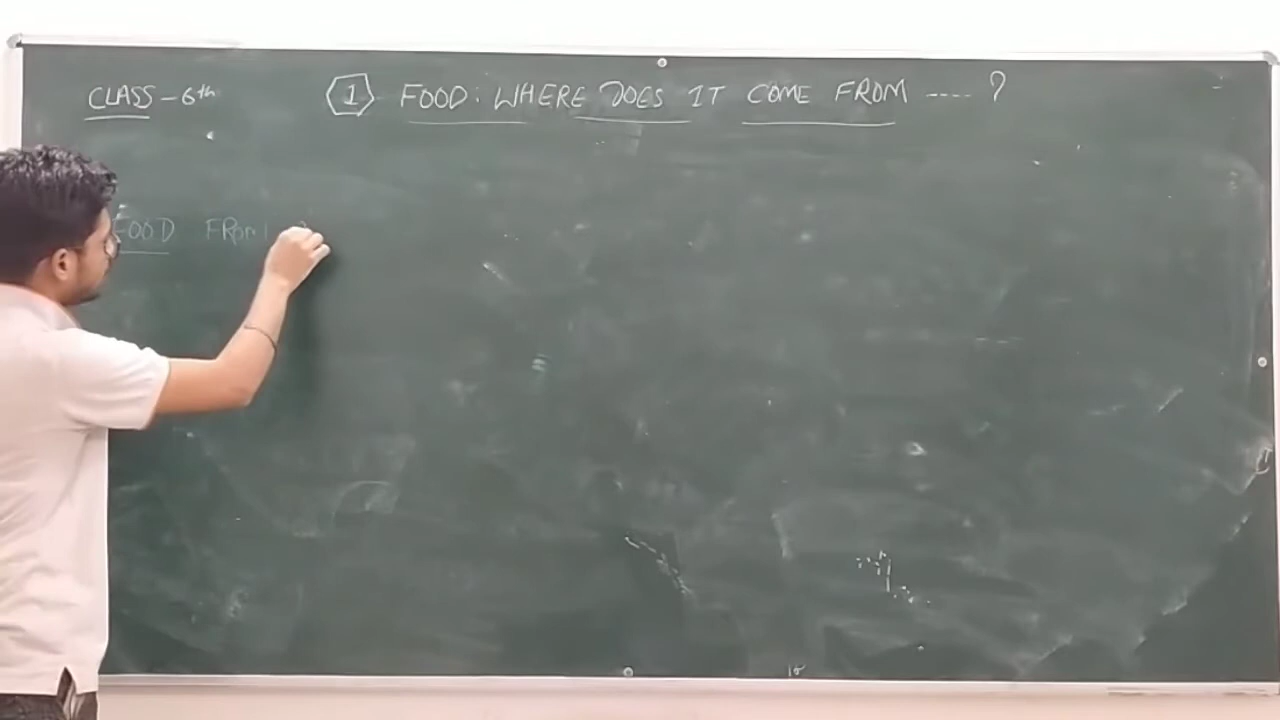 CLASS - 6th
1 FOOD: WHERE DOES IT COME FROM ---- ?
FOOD FROM